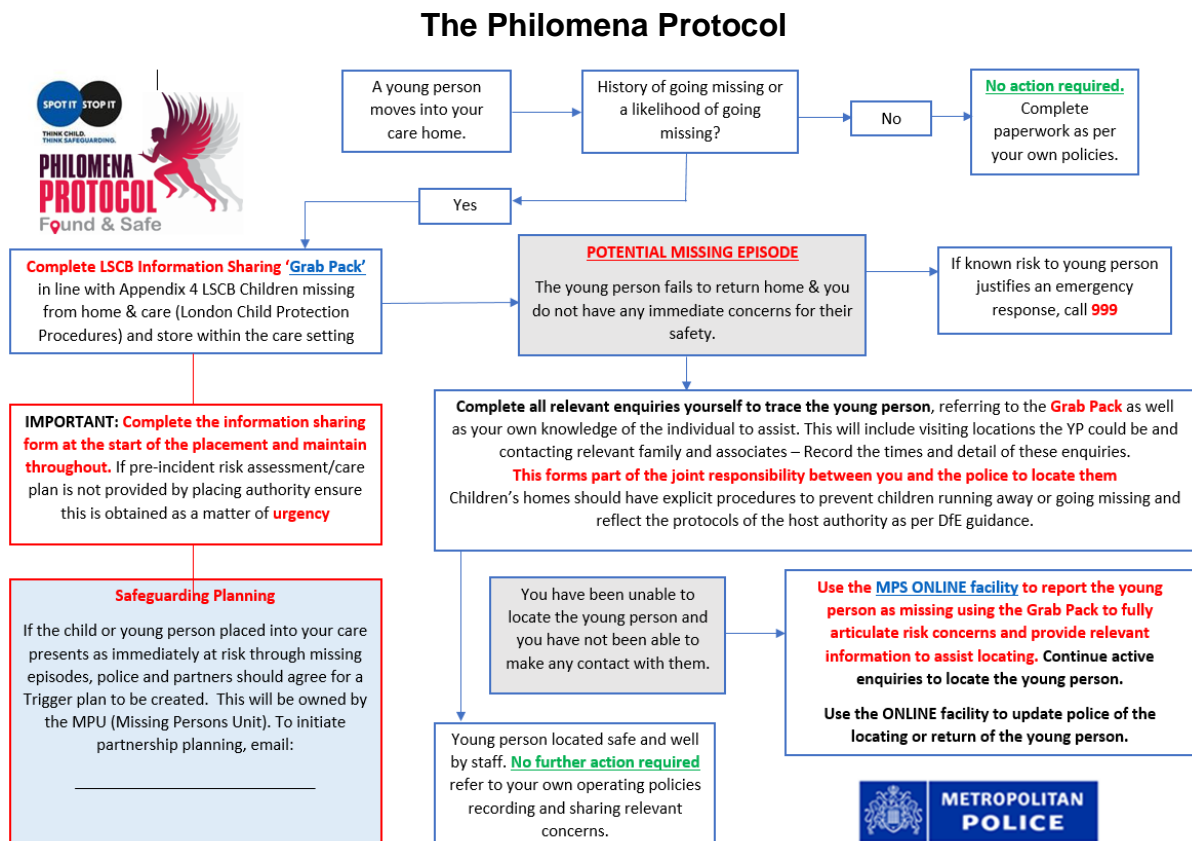 The Philomena Protocol
SPOT IT STOP IT
THINK CHILD.
THINK SAFEGUARDING.
PHILOMENA
PROTOCOL
Found & Safe
A young person
moves into your
care home.
History of going missing or
a likelihood of going
missing?
No
No action required.
Complete
paperwork as per
your own policies.
Yes
Complete LSCB Information Sharing ‘Grab Pack’
in line with Appendix 4 LSCB Children missing
from home & care (London Child Protection
Procedures) and store within the care setting
POTENTIAL MISSING EPISODE
The young person fails to return home & you
do not have any immediate concerns for their
safety.
If known risk to young person
justifies an emergency
response, call 999
IMPORTANT: Complete the information sharing
form at the start of the placement and maintain
throughout. If pre-incident risk assessment/care
plan is not provided by placing authority ensure
this is obtained as a matter of urgency
Complete all relevant enquiries yourself to trace the young person, referring to the Grab Pack as well
as your own knowledge of the individual to assist. This will include visiting locations the YP could be and
contacting relevant family and associates – Record the times and detail of these enquiries.
This forms part of the joint responsibility between you and the police to locate them
Children’s homes should have explicit procedures to prevent children running away or going missing and
reflect the protocols of the host authority as per DfE guidance.
Safeguarding Planning
If the child or young person placed into your care
presents as immediately at risk through missing
episodes, police and partners should agree for a
Trigger plan to be created. This will be owned by
the MPU (Missing Persons Unit). To initiate
partnership planning, email:
You have been unable to
locate the young person and
you have not been able to
make any contact with them.
Use the MPS ONLINE facility to report the young
person as missing using the Grab Pack to fully
articulate risk concerns and provide relevant
information to assist locating. Continue active
enquiries to locate the young person.
Use the ONLINE facility to update police of the
locating or return of the young person.
Young person located safe and well
by staff. No further action required
refer to your own operating policies
recording and sharing relevant
concerns.
METROPOLITAN
POLICE